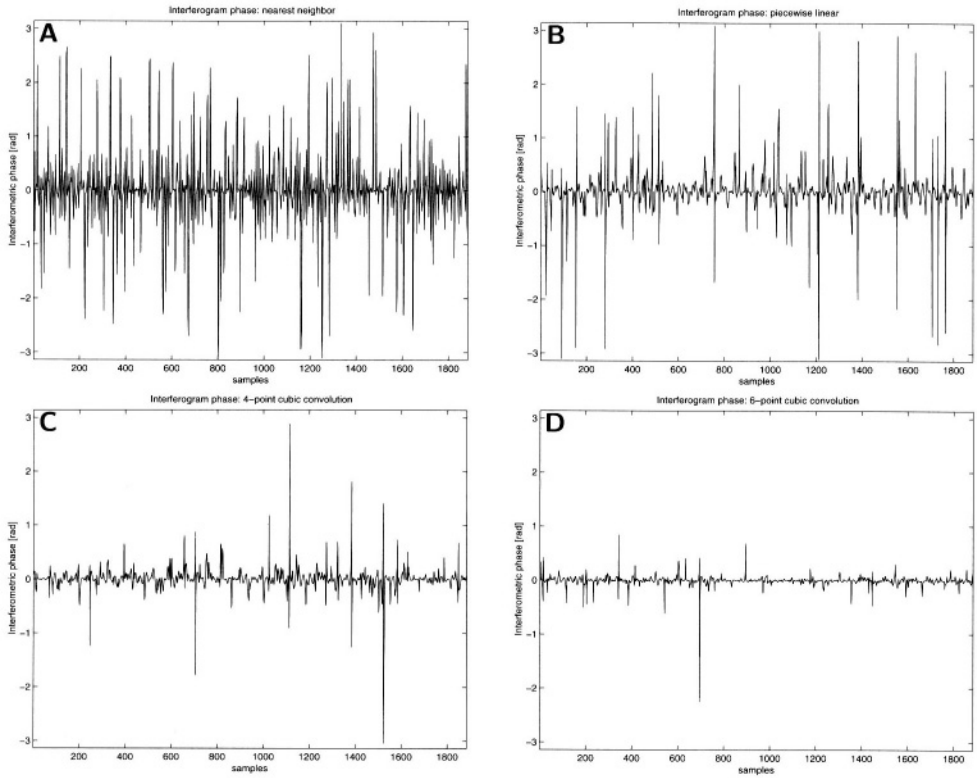 Interferogram phase: nearest neighbor
A
3
2
1
0
−1
−2
−3
Interferometric phase [rad]
200 400 600 800 1000 1200 1400 1600 1800
samples
Interferogram phase: piecewise linear
B
3
2
1
0
−1
−2
−3
Interferometric phase [rad]
200 400 600 800 1000 1200 1400 1600 1800
samples
Interferogram phase: 4−point cubic convolution
C
3
2
1
0
−1
−2
−3
Interferometric phase [rad]
200 400 600 800 1000 1200 1400 1600 1800
samples
Interferogram phase: 6−point cubic convolution
D
3
2
1
0
−1
−2
−3
Interferometric phase [rad]
200 400 600 800 1000 1200 1400 1600 1800
samples